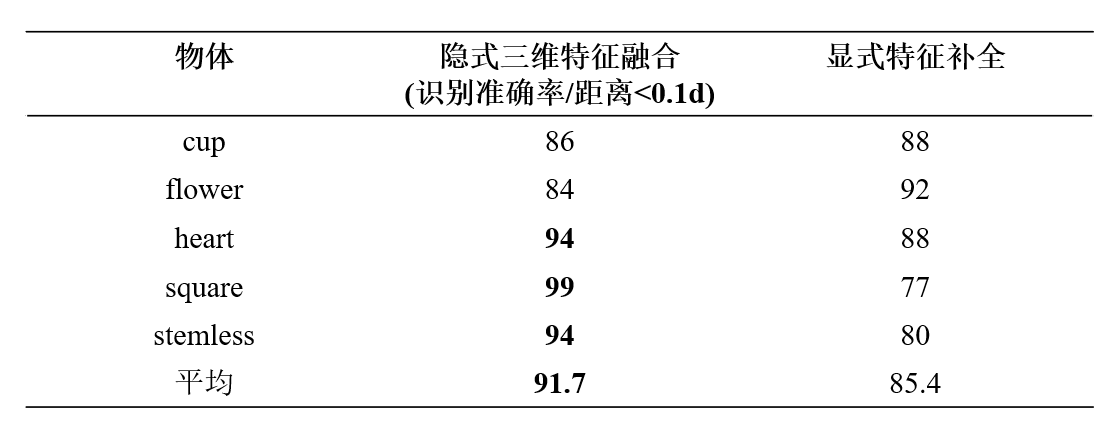 物体 隐式三维特征融合 显式特征补全
(识别准确率/距离<0.1d)
cup 86 88
flower 84 92
heart 94 88
square 99 77
stemless 94 80
平均 91.7 85.4